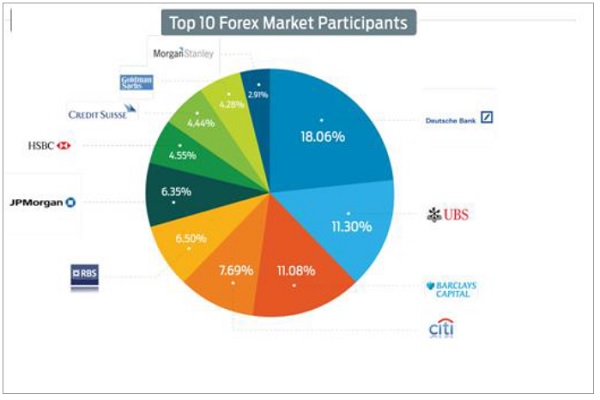 Top 10 Forex Market Participants
MorganStanley
Goldman
Sachs
CREDIT SUISSE
HSBC
JPMorgan
RBS
Deutsche Bank
UBS
BARCLAYS
CAPITAL
citi
2.91%
4.28%
4.44%
4.55%
6.35%
6.50%
7.69%
11.08%
11.30%
18.06%